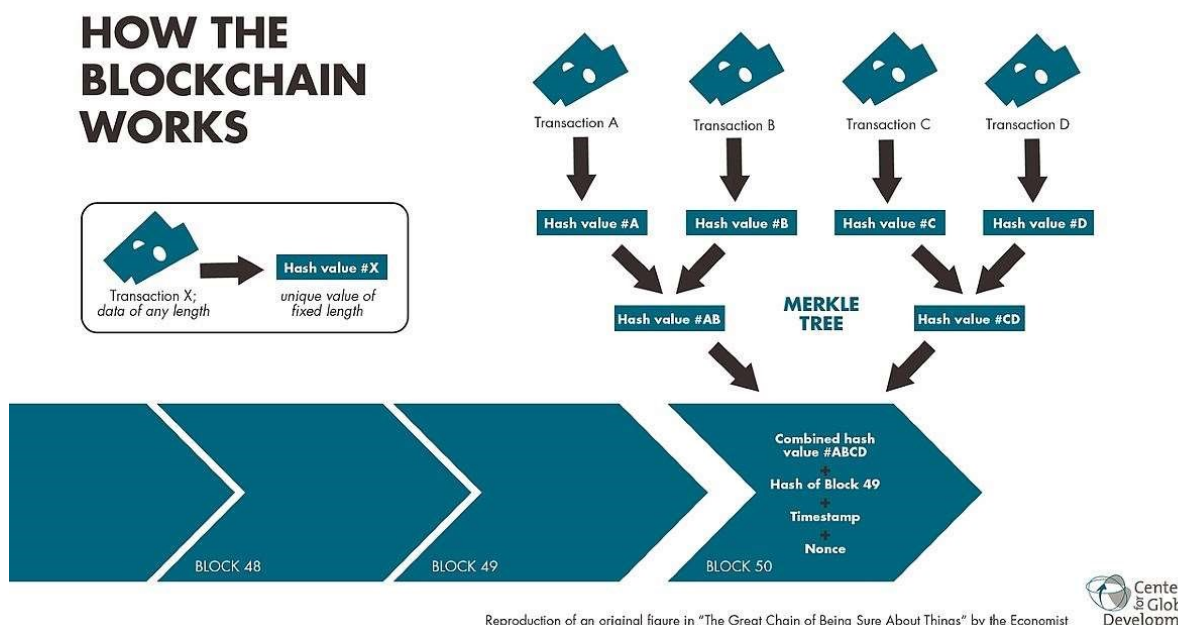 HOW THE
BLOCKCHAIN
WORKS
Transaction A
Transaction B
Transaction C
Transaction D
Hash value #A
Hash value #B
Hash value #C
Hash value #D
Transaction X;
data of any length
Hash value #X
unique value of
fixed length
Hash value #AB
MERKLE
TREE
Hash value #CD
BLOCK 48
BLOCK 49
BLOCK 50
Combined hash
value #ABCD
+
Hash of Block 49
+
Timestamp
+
Nonce
Reproduction of an original figure in "The Great Chain of Being Sure About Things" by the Economist
for